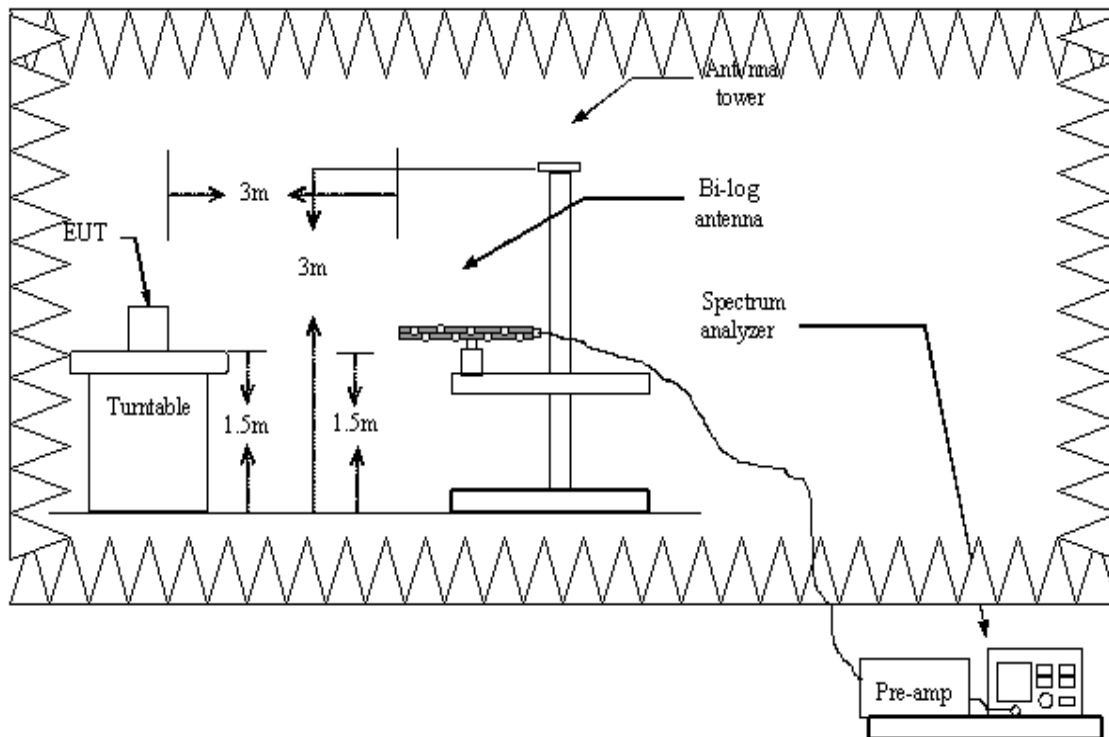 Antenna
tower
3m
Bi-log
antenna
EUT
3m
Spectrum
analyzer
Turntable
1.5m
1.5m
Pre-amp